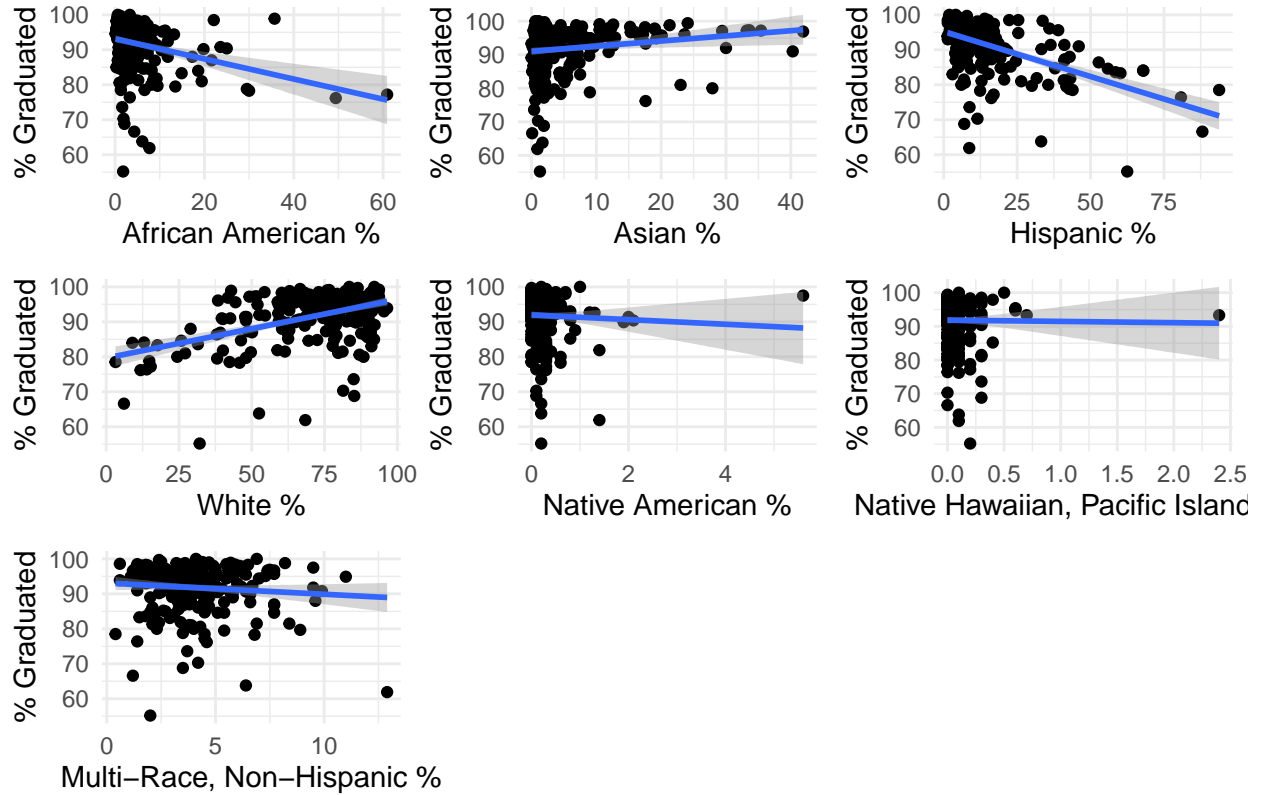 % Graduated
100
90
80
70
60
0 20 40 60
African American %
% Graduated
100
90
80
70
60
0 10 20 30 40
Asian %
% Graduated
100
90
80
70
60
0 25 50 75
Hispanic %
% Graduated
100
90
80
70
60
0 25 50 75 100
White %
% Graduated
100
90
80
70
60
0 2 4
Native American %
% Graduated
100
90
80
70
60
0.0 0.5 1.0 1.5 2.0 2.5
Native Hawaiian, Pacific Island
% Graduated
100
90
80
70
60
0 5 10
Multi−Race, Non−Hispanic %